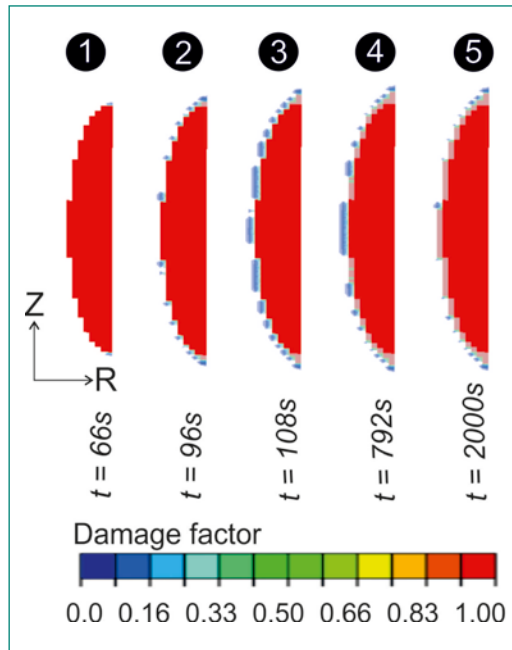 1 2 3 4 5
Z
R
t = 66s t = 96s t = 108s t = 792s t = 2000s
Damage factor
0.0 0.16 0.33 0.50 0.66 0.83 1.00